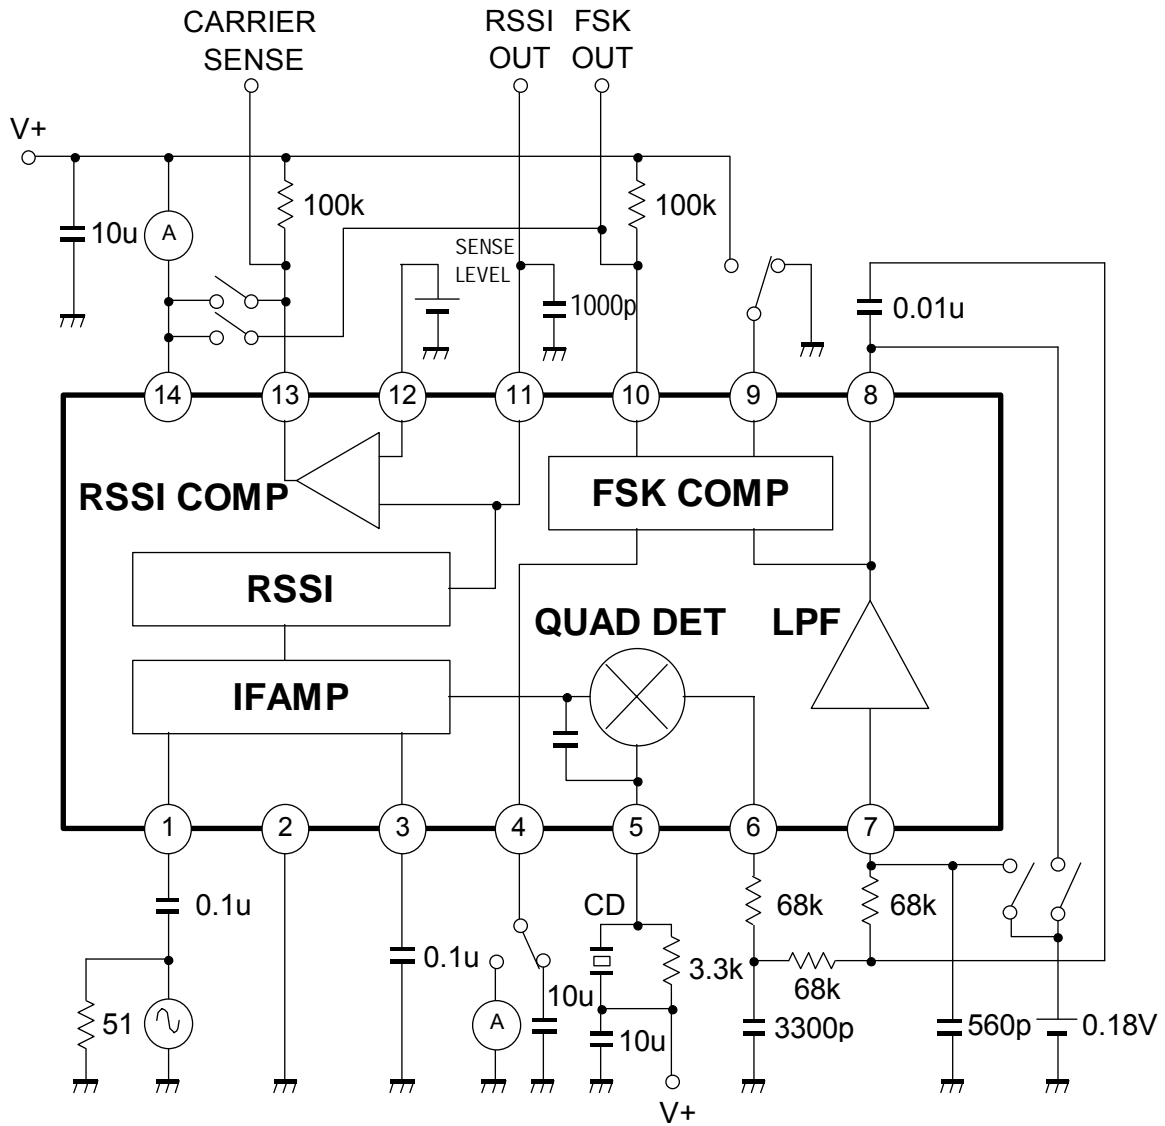 CARRIER
SENSE
RSSI
OUT
FSK
OUT
V+
10u
A
100k
SENSE
LEVEL
1000p
100k
0.01u
14
13
12
11
10
9
8
RSSI COMP
FSK COMP
RSSI
QUAD DET
LPF
IFAMP
1
2
3
4
5
6
7
0.1u
51
0.1u
A
10u
CD
3.3k
10u
V+
68k
68k
68k
3300p
560p
0.18V